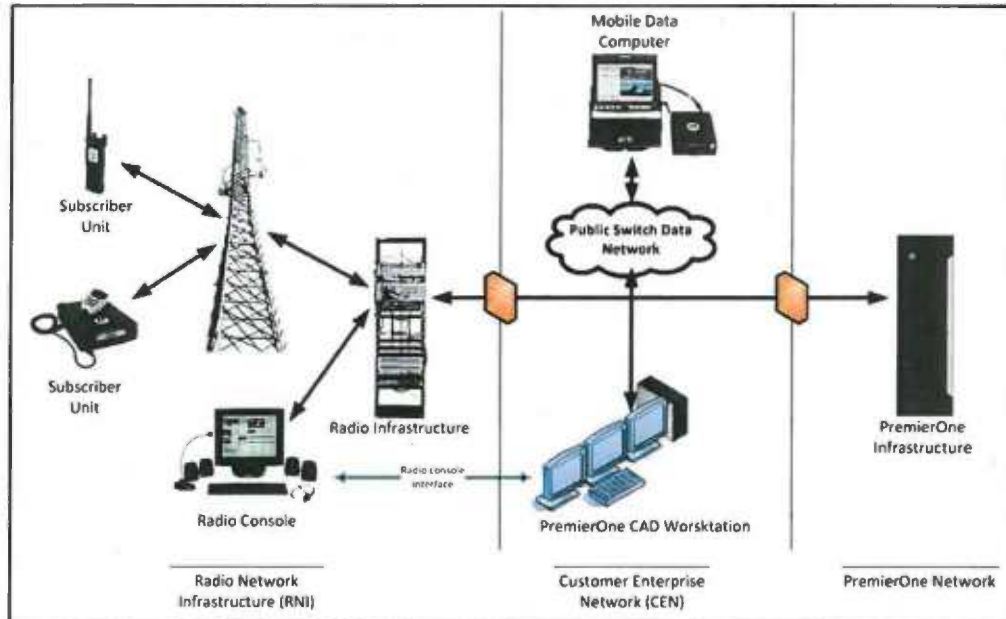 Mobile Data
Computer
Subscriber
Unit
Public Switch Data
Network
Subscriber
Unit
Radio Infrastructure
PremierOne
Infrastructure
Radio console
interface
Radio Console
PremierOne CAD Worsktation
Radio Network
Infrastructure (RNI)
Customer Enterprise
Network (CEN)
PremierOne Network